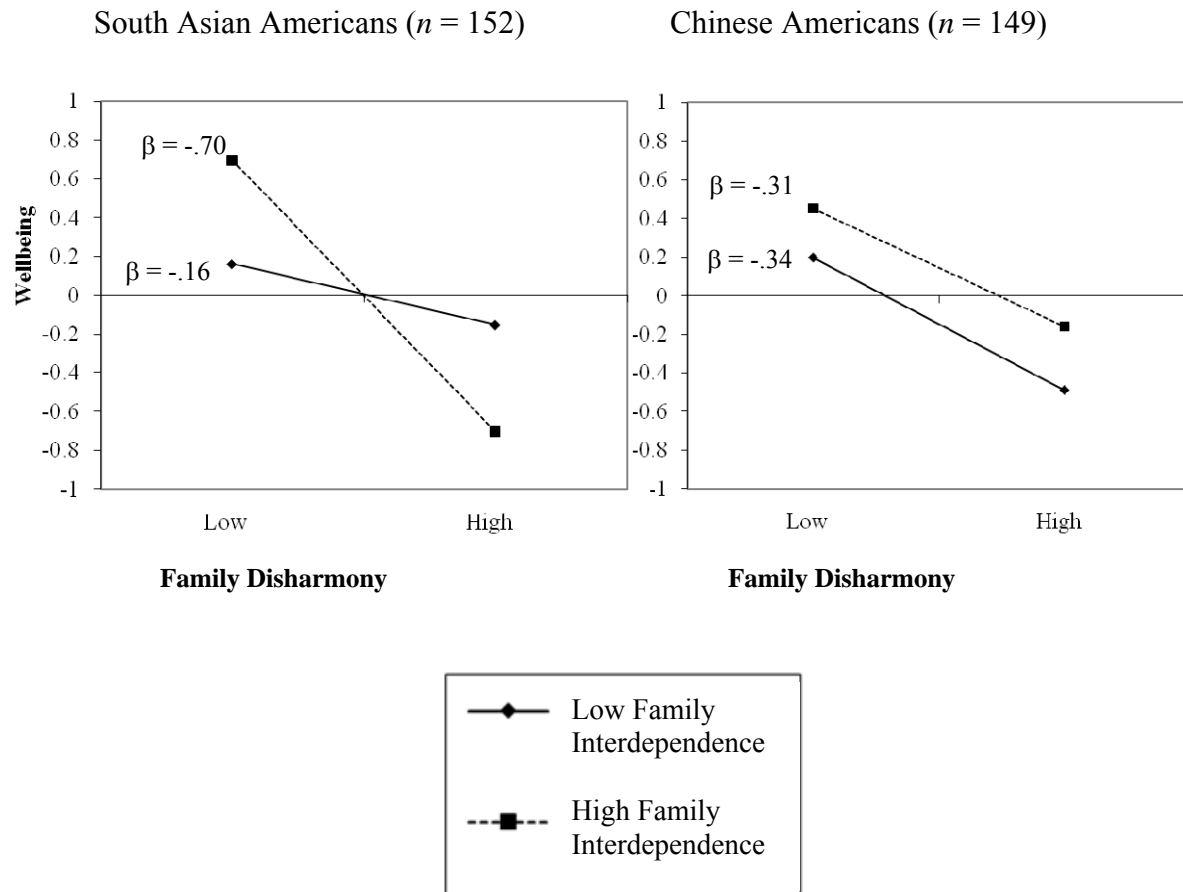 South Asian Americans (n = 152)
Chinese Americans (n = 149)
Wellbeing
1
0.8
0.6
0.4
0.2
0
-0.2
-0.4
-0.6
-0.8
-1
β = -.70
β = -.16
Low
High
Family Disharmony
1
0.8
0.6
0.4
0.2
0
-0.2
-0.4
-0.6
-0.8
-1
β = -.31
β = -.34
Low
High
Family Disharmony
Low Family
Interdependence
High Family
Interdependence